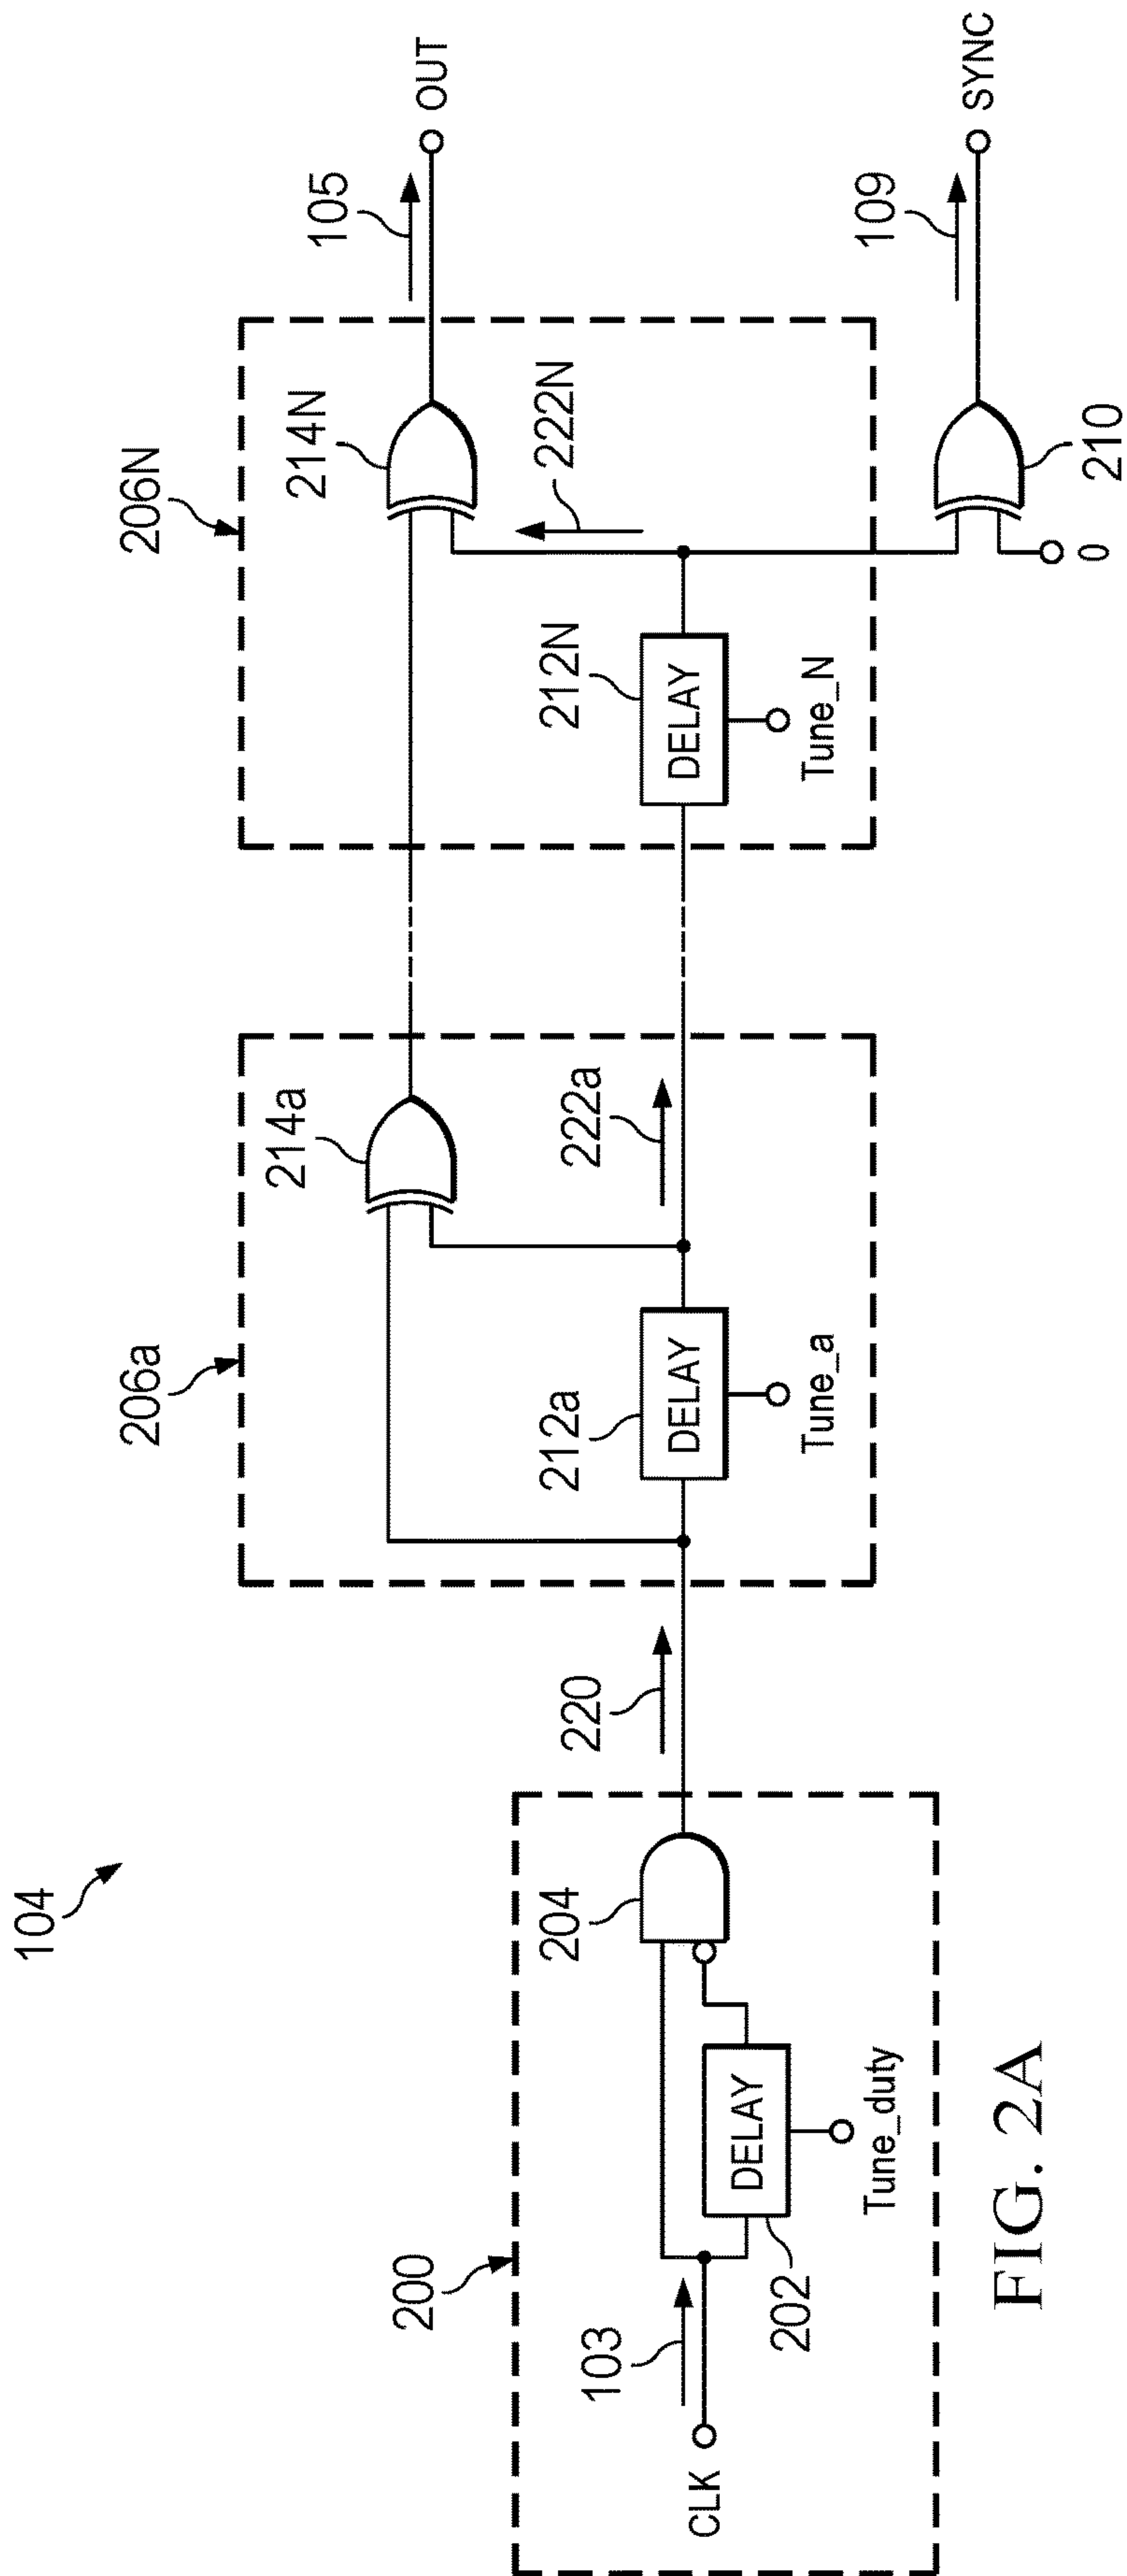 104
200
103
CLK
DELAY
202
Tune_duty
204
220
206a
214a
212a
DELAY
Tune_a
222a
206N
214N
212N
DELAY
Tune_N
222N
105
OUT
109
SYNC
210
0
FIG. 2A